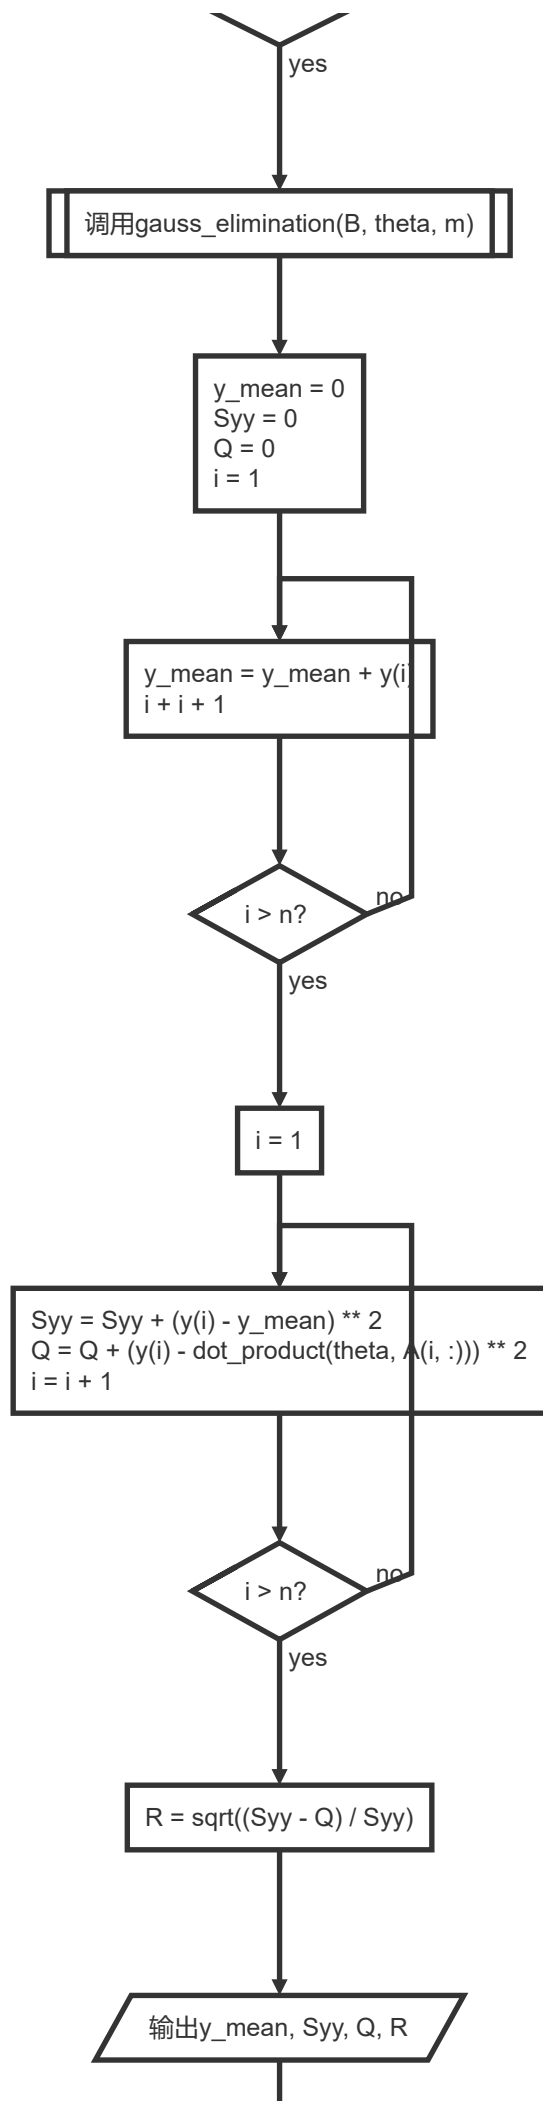 yes
调用gauss_elimination(B, theta, m)
y_mean = 0
Syy = 0
Q = 0
i = 1
y_mean = y_mean + y(i)
i + i + 1
i > n?
no
yes
i = 1
Syy = Syy + (y(i) - y_mean) ** 2
Q = Q + (y(i) - dot_product(theta, A(i, :))) ** 2
i = i + 1
i > n?
no
yes
R = sqrt((Syy - Q) / Syy)
输出y_mean, Syy, Q, R